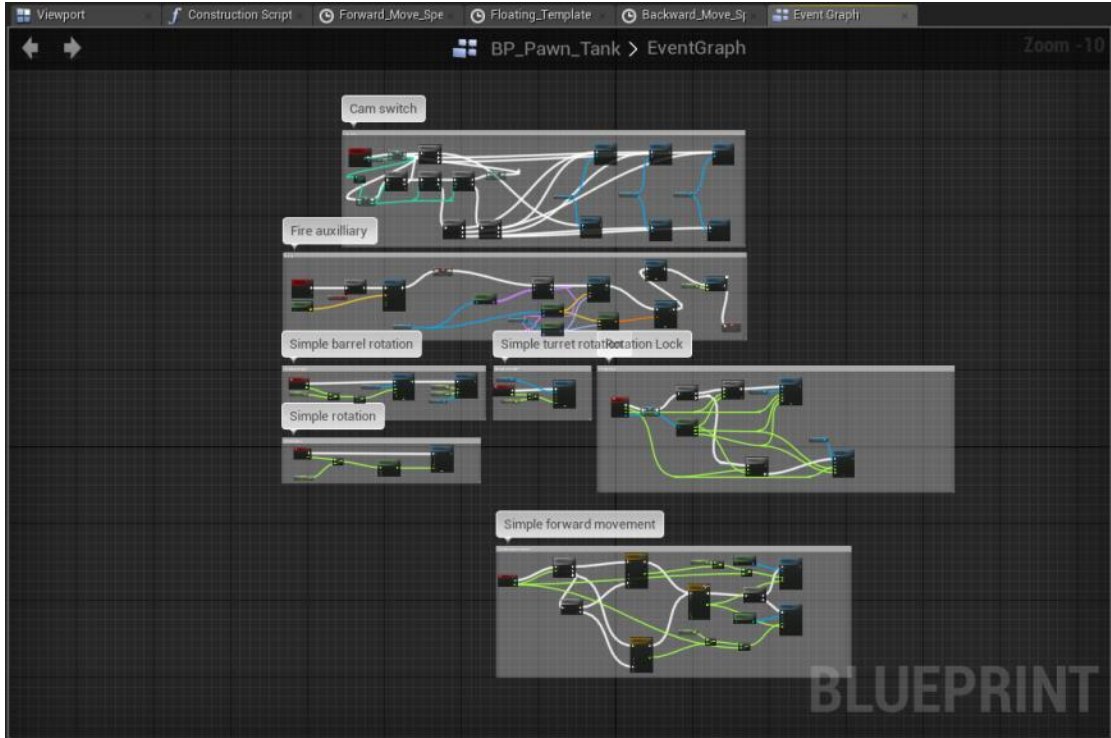 Viewport
Construction Script
Forward_Move_Spe
Floating_Template
Backward_Move_Sp
Event Graph
BP_Pawn_Tank > EventGraph
Zoom -10
Cam switch
Fire auxilliary
Simple barrel rotation
Simple turret rotation
Rotation Lock
Simple rotation
Simple forward movement
BLUEPRINT